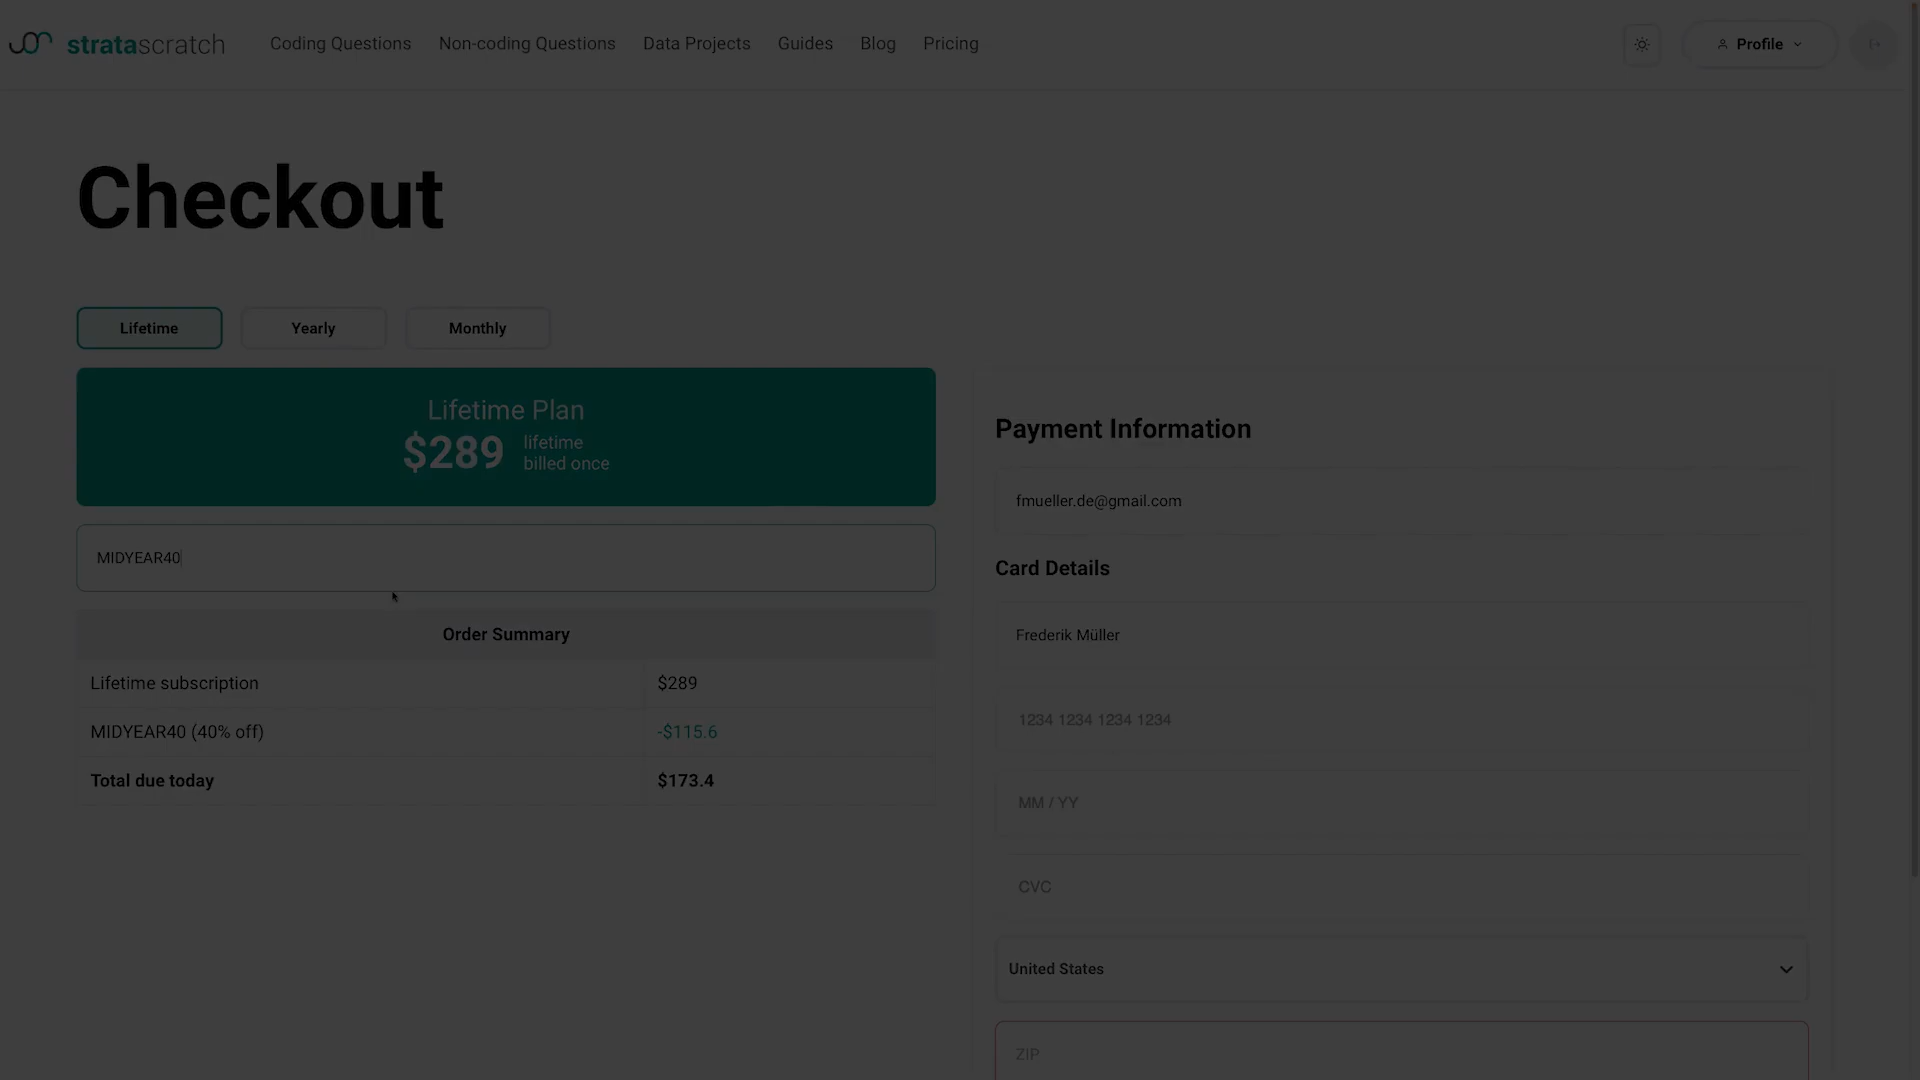 stratascratch
Coding Questions
Non-coding Questions
Data Projects
Guides
Blog
Pricing
Profile
Checkout
Lifetime
Yearly
Monthly
Lifetime Plan
$289
lifetime
billed once
MIDYEAR40
Order Summary
Lifetime subscription $289
MIDYEAR40 (40% off) -$115.6
Total due today $173.4
Payment Information
fmueller.de@gmail.com
Card Details
Frederik Müller
1234 1234 1234 1234
MM / YY
CVC
United States
ZIP